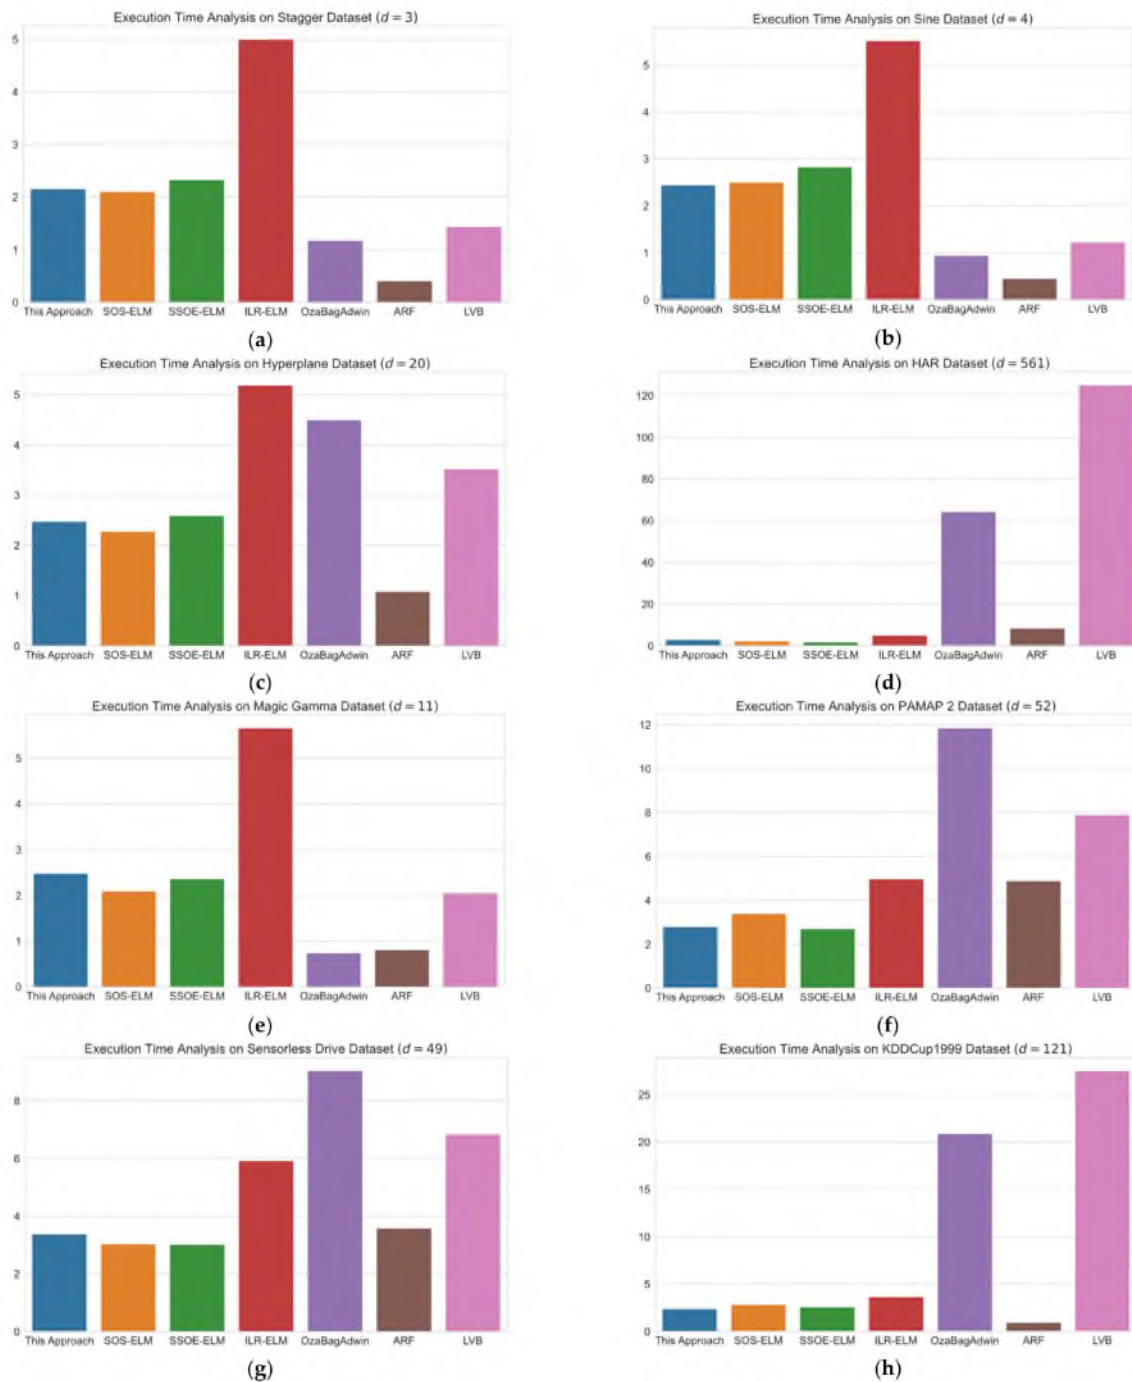 Execution Time Analysis on Stagger Dataset (d = 3)
5
4
3
2
1
0
This Approach SOS-ELM SSOE-ELM ILR-ELM OzaBagAdwin ARF LVB
(a)
Execution Time Analysis on Sine Dataset (d = 4)
5
4
3
2
1
0
This Approach SOS-ELM SSOE-ELM ILR-ELM OzaBagAdwin ARF LVB
(b)
Execution Time Analysis on Hyperplane Dataset (d = 20)
5
4
3
2
1
0
This Approach SOS-ELM SSOE-ELM ILR-ELM OzaBagAdwin ARF LVB
(c)
Execution Time Analysis on HAR Dataset (d = 561)
120
100
80
60
40
20
0
This Approach SOS-ELM SSOE-ELM ILR-ELM OzaBagAdwin ARF LVB
(d)
Execution Time Analysis on Magic Gamma Dataset (d = 11)
5
4
3
2
1
0
This Approach SOS-ELM SSOE-ELM ILR-ELM OzaBagAdwin ARF LVB
(e)
Execution Time Analysis on PAMAP 2 Dataset (d = 52)
12
10
8
6
4
2
0
This Approach SOS-ELM SSOE-ELM ILR-ELM OzaBagAdwin ARF LVB
(f)
Execution Time Analysis on Sensorless Drive Dataset (d = 49)
8
6
4
2
0
This Approach SOS-ELM SSOE-ELM ILR-ELM OzaBagAdwin ARF LVB
(g)
Execution Time Analysis on KDDCup1999 Dataset (d = 121)
25
20
15
10
5
0
This Approach SOS-ELM SSOE-ELM ILR-ELM OzaBagAdwin ARF LVB
(h)